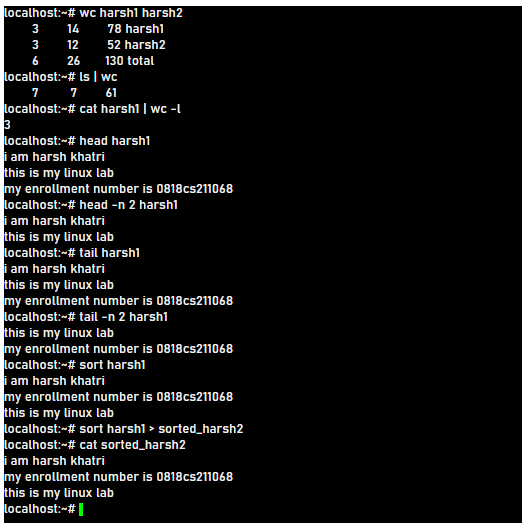 localhost:~# wc harsh1 harsh2
3 14 78 harsh1
3 12 52 harsh2
6 26 130 total
localhost:~# ls | wc
7 7 61
localhost:~# cat harsh1 | wc -l
3
localhost:~# head harsh1
i am harsh khatri
this is my linux lab
my enrollment number is 0818cs211068
localhost:~# head -n 2 harsh1
i am harsh khatri
this is my linux lab
localhost:~# tail harsh1
i am harsh khatri
this is my linux lab
my enrollment number is 0818cs211068
localhost:~# tail -n 2 harsh1
this is my linux lab
my enrollment number is 0818cs211068
localhost:~# sort harsh1
i am harsh khatri
my enrollment number is 0818cs211068
this is my linux lab
localhost:~# sort harsh1 > sorted_harsh2
localhost:~# cat sorted_harsh2
i am harsh khatri
my enrollment number is 0818cs211068
this is my linux lab
localhost:~#